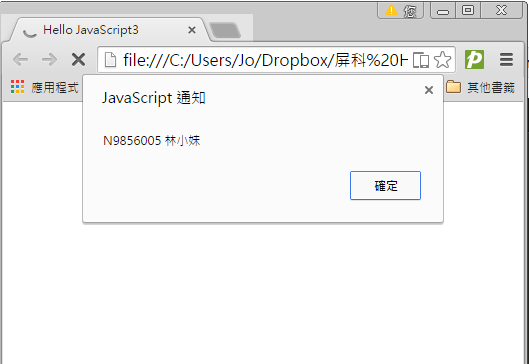 您
Hello JavaScript3
file:///C:/Users/Jo/Dropbox/屏科%20H
應用程式
其他書籤
JavaScript 通知
N9856005 林小妹
確定